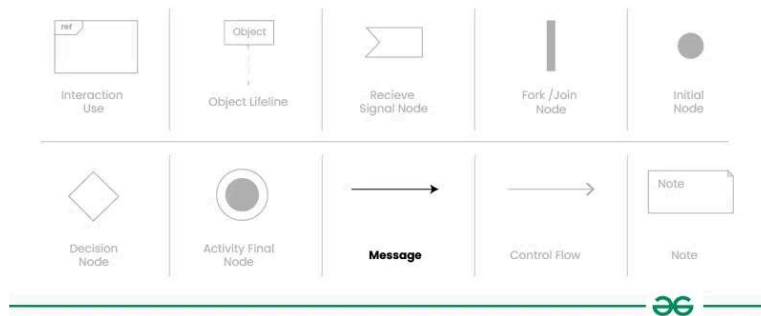 ref
Object
Interaction
Use
Object Lifeline
Recieve
Signal Node
Fork /Join
Node
Initial
Node
Note
Decision
Node
Activity Final
Node
Message
Control Flow
Note